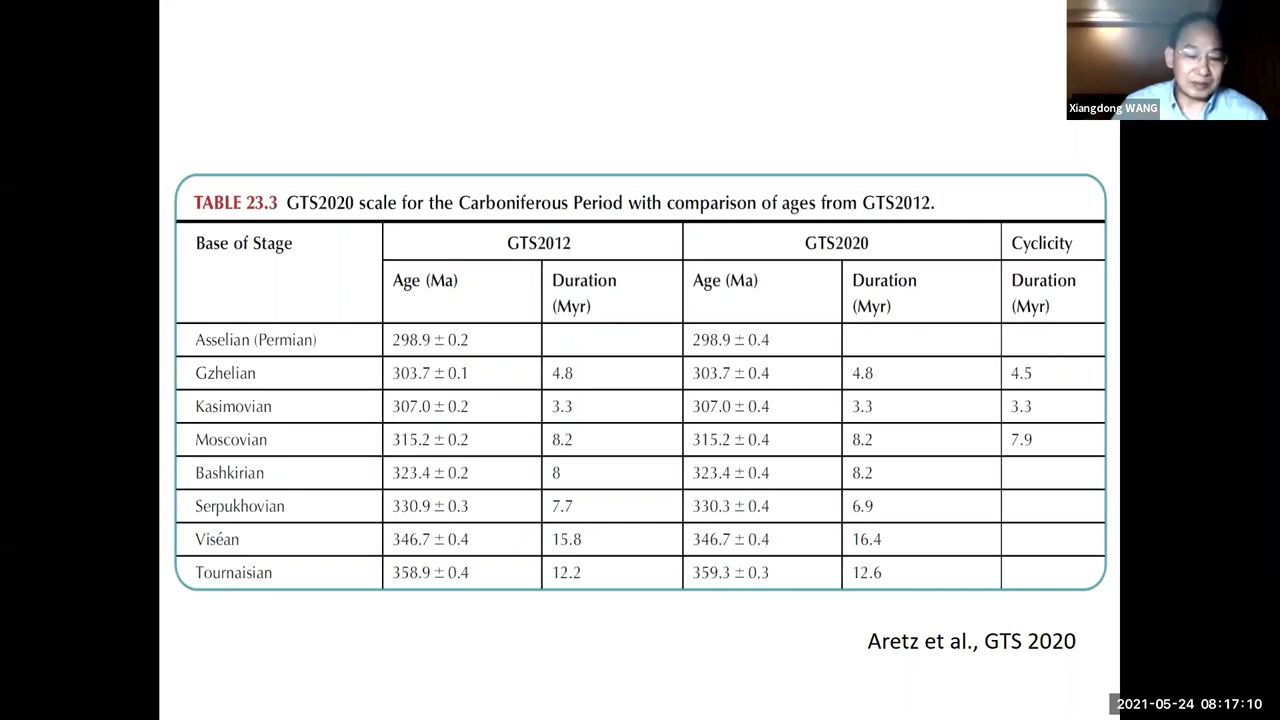 Xiangdong WANG
TABLE 23.3 GTS2020 scale for the Carboniferous Period with comparison of ages from GTS2012.
Base of Stage GTS2012 GTS2020 Cyclicity
Age (Ma) Duration (Myr) Age (Ma) Duration (Myr) Duration (Myr)
Asselian (Permian) 298.9 ± 0.2 298.9 ± 0.4
Gzhelian 303.7 ± 0.1 4.8 303.7 ± 0.4 4.8 4.5
Kasimovian 307.0 ± 0.2 3.3 307.0 ± 0.4 3.3 3.3
Moscovian 315.2 ± 0.2 8.2 315.2 ± 0.4 8.2 7.9
Bashkirian 323.4 ± 0.2 8 323.4 ± 0.4 8.2
Serpukhovian 330.9 ± 0.3 7.7 330.3 ± 0.4 6.9
Viséan 346.7 ± 0.4 15.8 346.7 ± 0.4 16.4
Tournaisian 358.9 ± 0.4 12.2 359.3 ± 0.3 12.6
Aretz et al., GTS 2020
2021-05-24 08:17:10